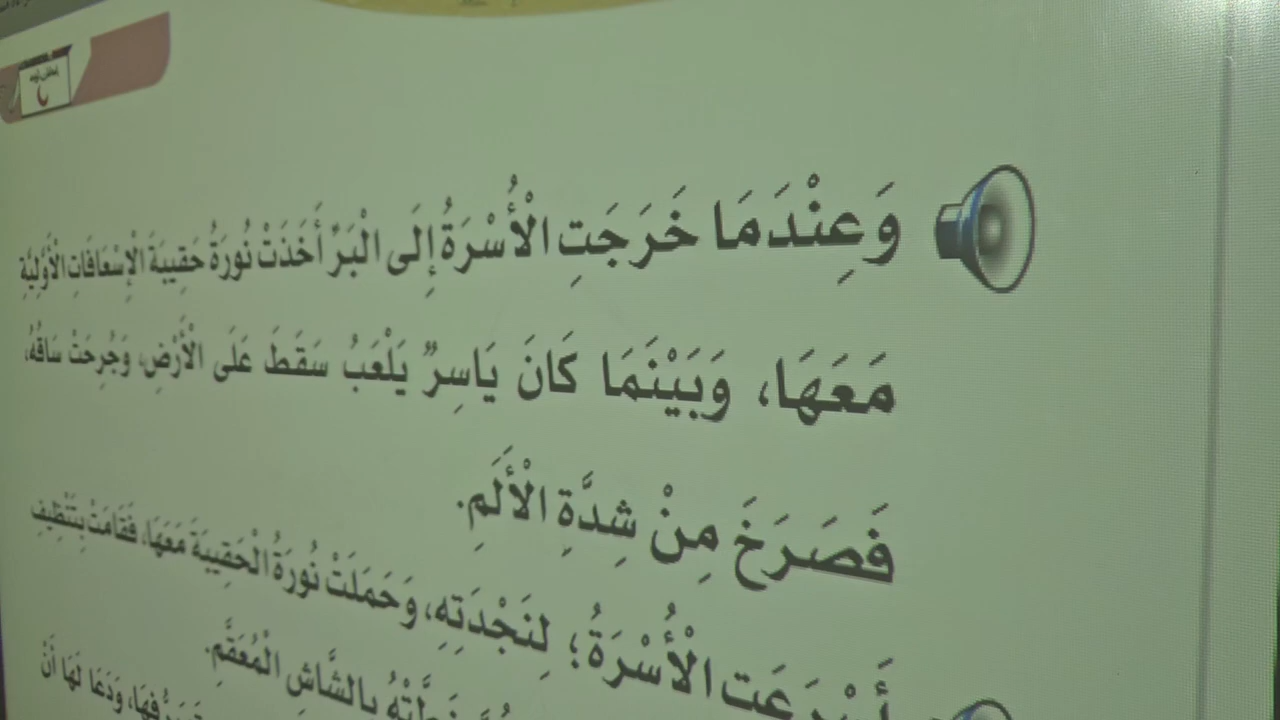 وَعِنْدَمَا خَرَجَتِ الْأُسْرَةُ إِلَى الْبَرِّ أَخَذَتْ نُورَةُ حَقِيبَةَ الْإِسْعَافَاتِ الْأَوَّلِيَّةِ
مَعَهَا، وَبَيْنَمَا كَانَ يَاسِرٌ يَلْعَبُ سَقَطَ عَلَى الْأَرْضِ، وَجُرِحَتْ سَاقُهُ،
فَصَرَخَ مِنْ شِدَّةِ الْأَلَمِ.
أَسْرَعَتِ الْأُسْرَةُ؛ لِنَجْدَتِهِ، وَحَمَلَتْ نُورَةُ الْحَقِيبَةَ مَعَهَا، فَقَامَتْ بِتَنْظِيفِ
بِالشَّاشِ الْمُعَقَّمِ.
وَدَعَا لَهَا أَنْ